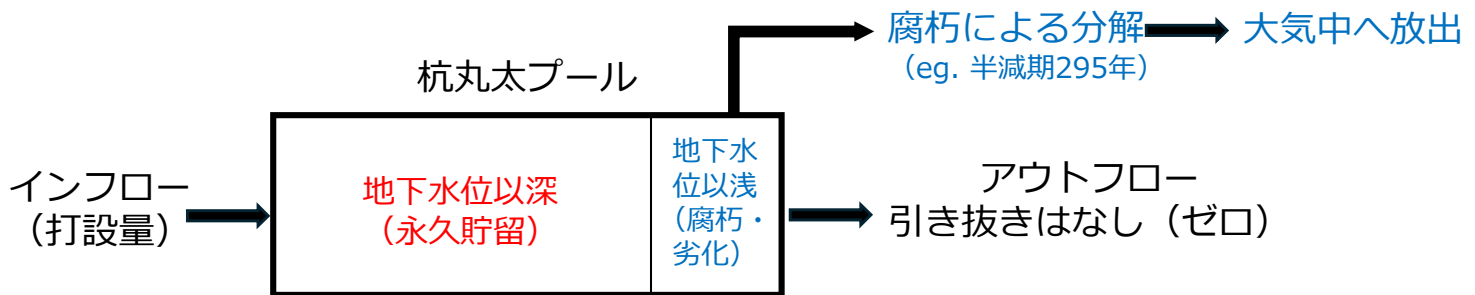 腐朽による分解
（eg. 半減期295年）
大気中へ放出
杭丸太プール
インフロー
（打設量）
地下水位以深
（永久貯留）
地下水
位以浅
（腐朽・
劣化）
アウトフロー
引き抜きはなし（ゼロ）